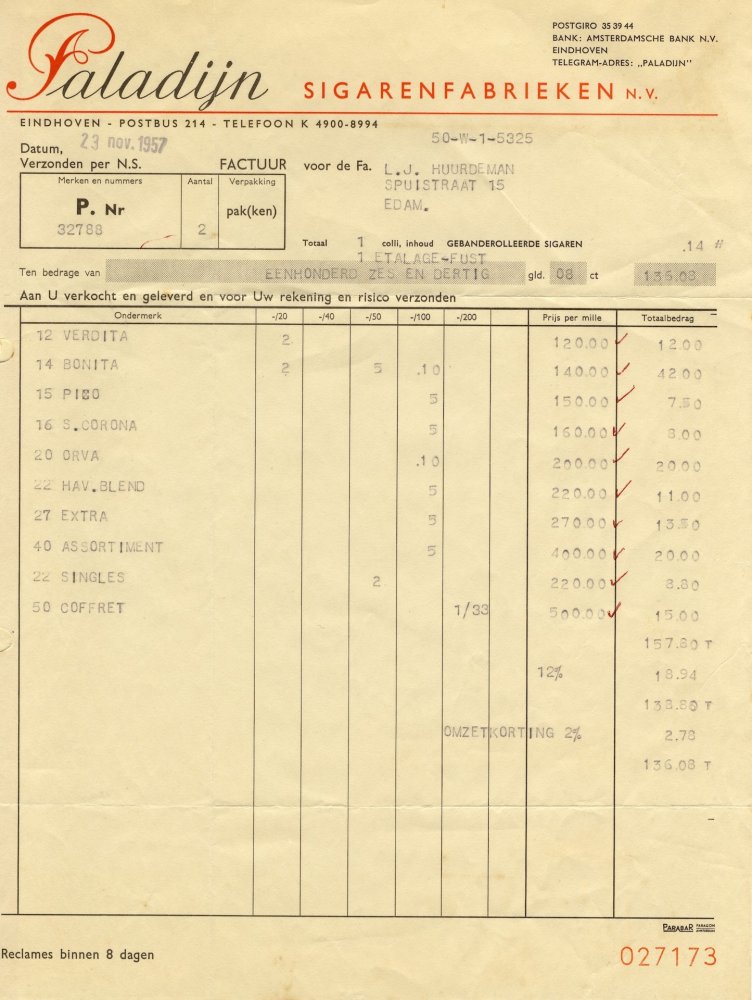 POSTGIRO 35 39 44
BANK: AMSTERDAMSCHE BANK N.V.
EINDHOVEN
TELEGRAM-ADRES: „PALADIJN"
Paladijn SIGARENFABRIEKEN N.V.
EINDHOVEN - POSTBUS 214 - TELEFOON K 4900-8994
50-W-1-5325
Datum, 23 nov. 1957
Verzonden per N.S. FACTUUR voor de Fa. L.J. HUURDEMAN
SPUISTRAAT 15
EDAM.
Merken en nummers Aantal Verpakking
P. Nr pak(ken)
32788 2
Totaal 1 colli, inhoud GEBANDEROLLEERDE SIGAREN .14 #
1 ETALAGE-FUST
Ten bedrage van EENHONDERD ZES EN DERTIG gld. 08 ct 136.08
Aan U verkocht en geleverd en voor Uw rekening en risico verzonden
Ondermerk -/20 -/40 -/50 -/100 -/200 Prijs per mille Totaalbedrag
12 VERDITA 2 120.00 12.00
14 BONITA 2 5 .10 140.00 42.00
15 PICO 5 150.00 7.50
16 S.CORONA 5 160.00 8.00
20 ORVA .10 200.00 20.00
22 HAV.BLEND 5 220.00 11.00
27 EXTRA 5 270.00 13.50
40 ASSORTIMENT 5 400.00 20.00
22 SINGLES 2 220.00 8.80
50 COFFRET 1/33 500.00 15.00
157.80 T
12% 18.94
138.86 T
OMZETKORTING 2% 2.78
136.08 T
PARABAR PARAGON
AMSTERDAM
Reclames binnen 8 dagen 027173